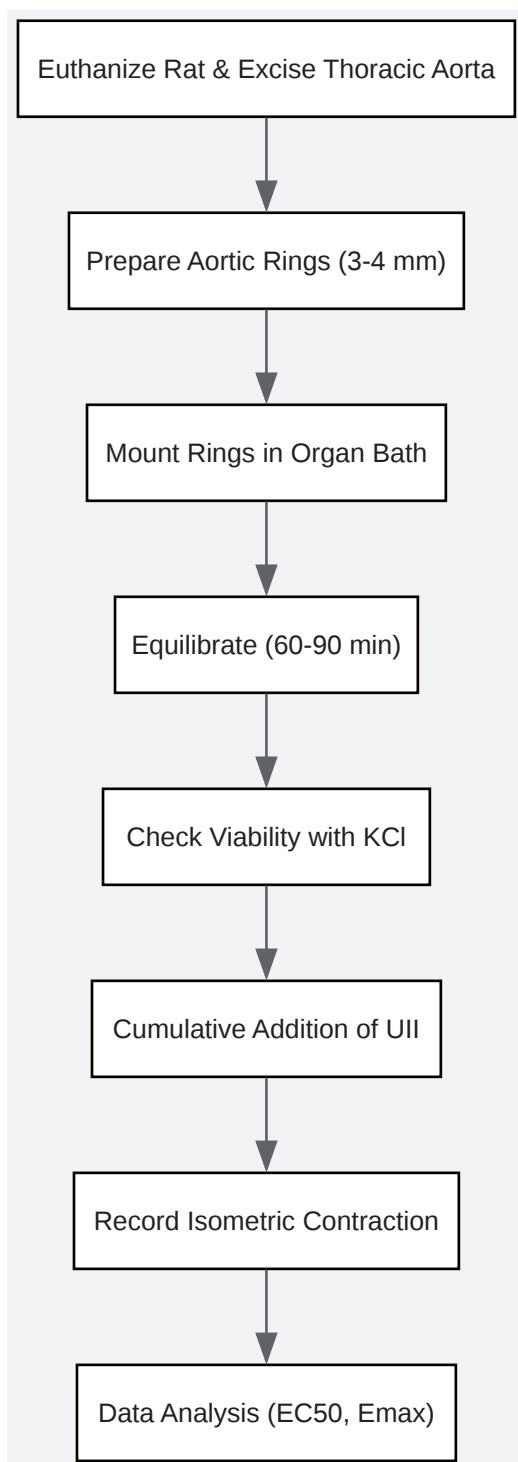 Euthanize Rat & Excise Thoracic Aorta
Prepare Aortic Rings (3-4 mm)
Mount Rings in Organ Bath
Equilibrate (60-90 min)
Check Viability with KCl
Cumulative Addition of UII
Record Isometric Contraction
Data Analysis (EC50, Emax)